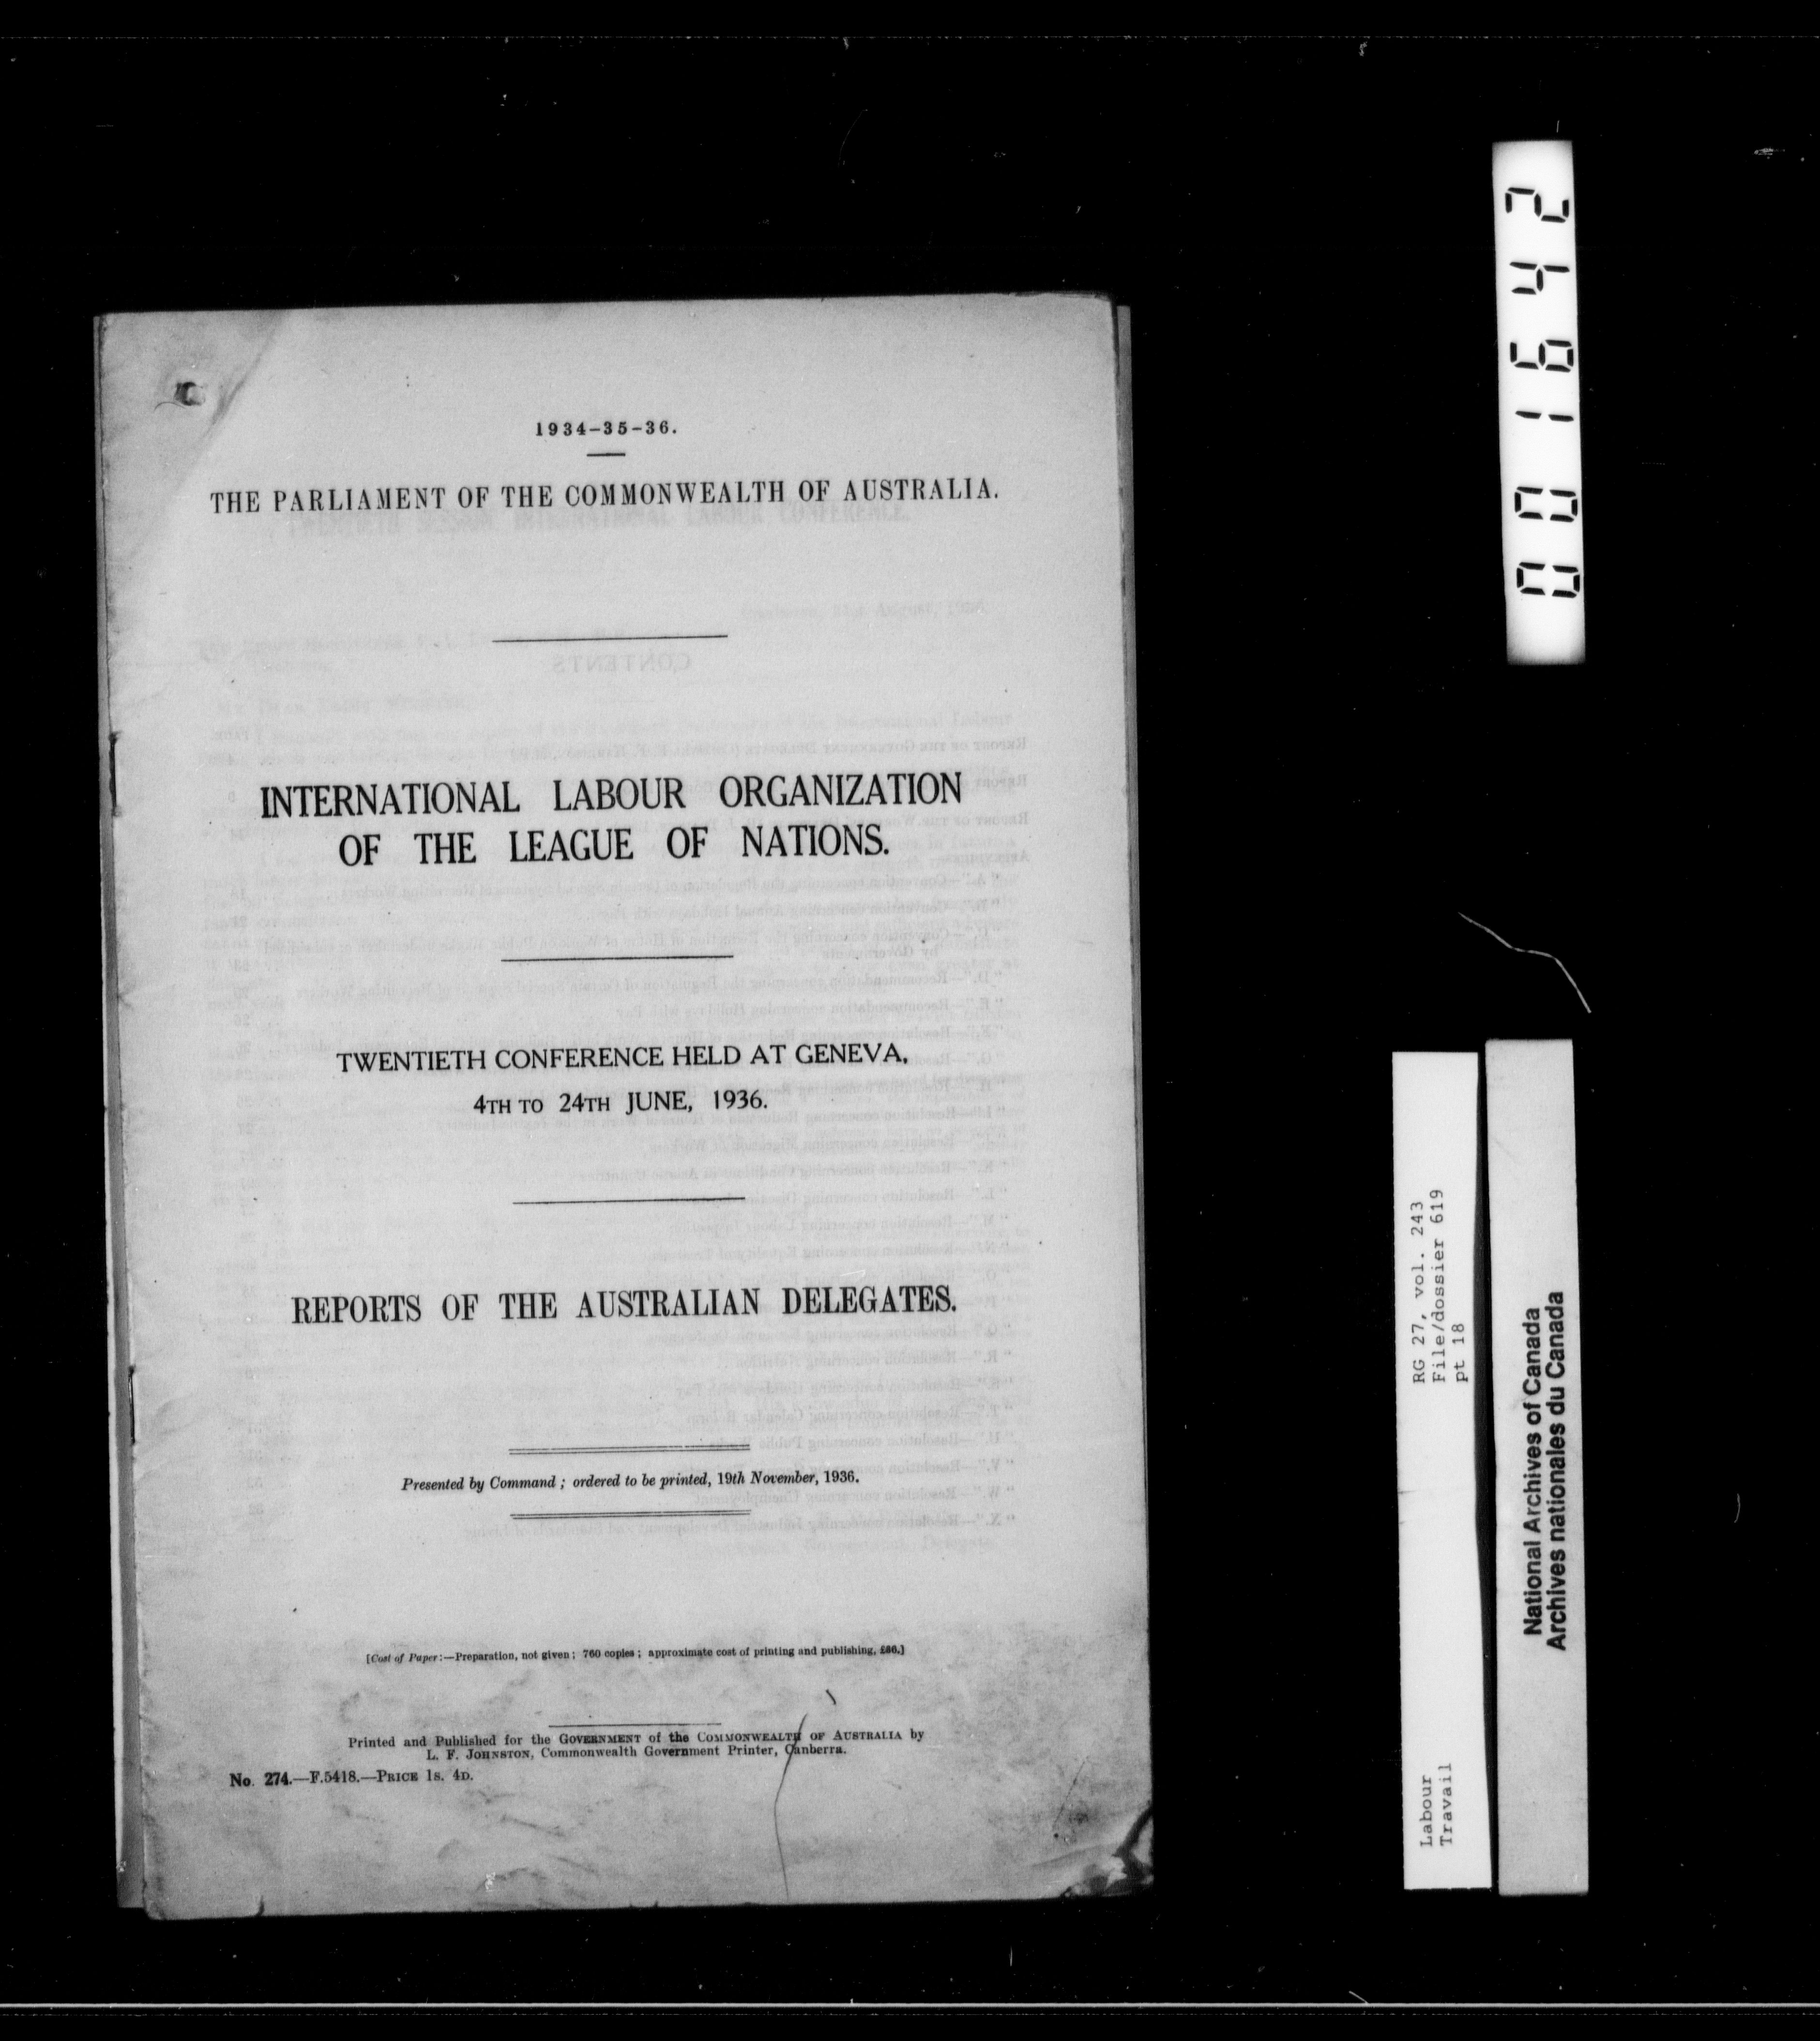 1934-35-36.
THE PARLIAMENT OF THE COMMONWEALTH OF AUSTRALIA.
INTERNATIONAL LABOUR ORGANIZATION
OF THE LEAGUE OF NATIONS.
TWENTIETH CONFERENCE HELD AT GENEVA,
4TH TO 24TH JUNE, 1936.
REPORTS OF THE AUSTRALIAN DELEGATES.
Presented by Command; ordered to be printed, 19th November, 1936.
[Cost of Paper:—Preparation, not given; 760 copies; approximate cost of printing and publishing, £86.]
Printed and Published for the GOVERNMENT of the COMMONWEALTH OF AUSTRALIA by
L. F. JOHNSTON, Commonwealth Government Printer, Canberra.
No. 274.—F.5418.—PRICE 1S. 4D.
001642
Labour
Travail
RG 27, vol. 243
File/dossier 619
pt 18
National Archives of Canada
Archives nationales du Canada